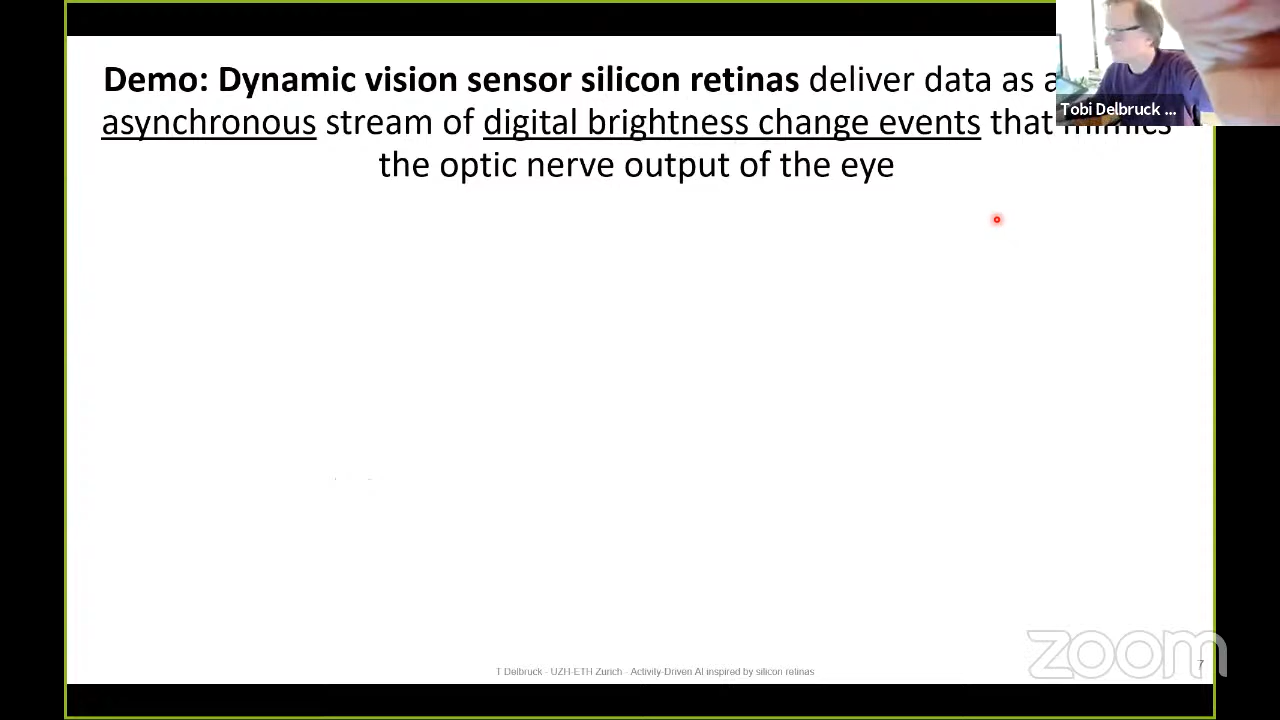 Demo: Dynamic vision sensor silicon retinas deliver data as a
asynchronous stream of digital brightness change events that mimics
the optic nerve output of the eye
Tobi Delbruck ...
zoom
T Delbruck - UZH-ETH Zurich - Activity-Driven AI inspired by silicon retinas
7